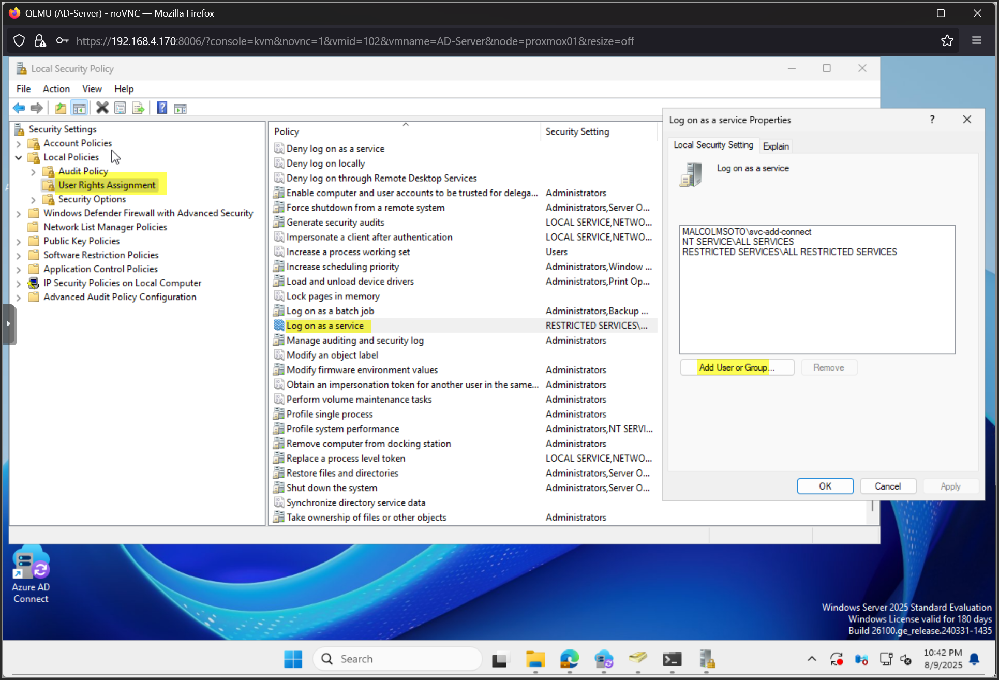 QEMU (AD-Server) - noVNC — Mozilla Firefox
https://192.168.4.170:8006/?console=kvm&novnc=1&vmid=102&vmname=AD-Server&node=proxmox01&resize=off
Local Security Policy
File Action View Help
Security Settings
Account Policies
Local Policies
Audit Policy
User Rights Assignment
Security Options
Windows Defender Firewall with Advanced Security
Network List Manager Policies
Public Key Policies
Software Restriction Policies
Application Control Policies
IP Security Policies on Local Computer
Advanced Audit Policy Configuration
Policy Security Setting
Deny log on as a service
Deny log on locally
Deny log on through Remote Desktop Services
Enable computer and user accounts to be trusted for delega... Administrators
Force shutdown from a remote system Administrators,Server O...
Generate security audits LOCAL SERVICE,NETWO...
Impersonate a client after authentication LOCAL SERVICE,NETWO...
Increase a process working set Users
Increase scheduling priority Administrators,Window ...
Load and unload device drivers Administrators,Print Op...
Lock pages in memory
Log on as a batch job Administrators,Backup ...
Log on as a service RESTRICTED SERVICES\...
Manage auditing and security log Administrators
Modify an object label
Modify firmware environment values Administrators
Obtain an impersonation token for another user in the same... Administrators
Perform volume maintenance tasks Administrators
Profile single process Administrators
Profile system performance Administrators,NT SERVI...
Remove computer from docking station Administrators
Replace a process level token LOCAL SERVICE,NETWO...
Restore files and directories Administrators,Server O...
Shut down the system Administrators,Server O...
Synchronize directory service data
Take ownership of files or other objects Administrators
Log on as a service Properties
Local Security Setting Explain
Log on as a service
MALCOLMSOTO\svc-add-connect
NT SERVICE\ALL SERVICES
RESTRICTED SERVICES\ALL RESTRICTED SERVICES
Add User or Group... Remove
OK Cancel Apply
Azure AD
Connect
Windows Server 2025 Standard Evaluation
Windows License valid for 180 days
Build 26100.ge_release.240331-1435
Search
10:42 PM
8/9/2025